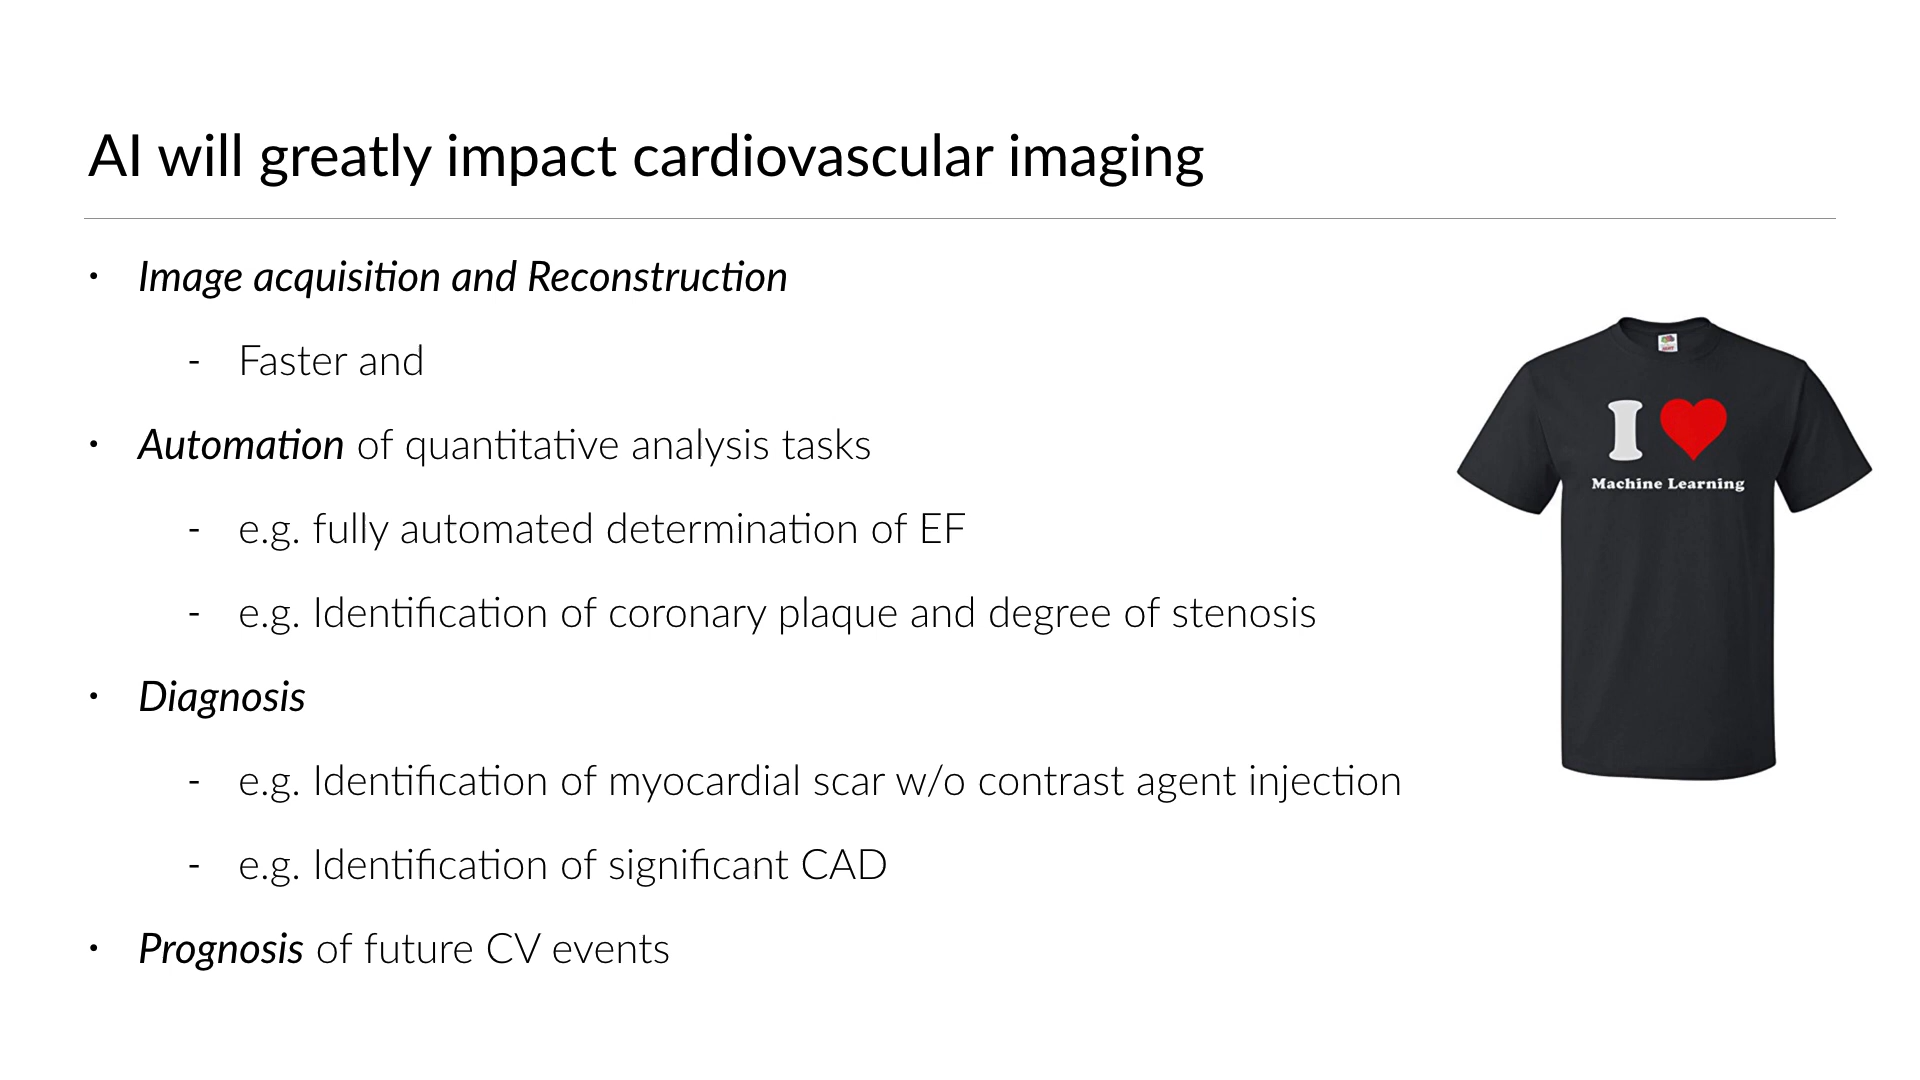 AI will greatly impact cardiovascular imaging
• Image acquisition and Reconstruction
- Faster and
• Automation of quantitative analysis tasks
- e.g. fully automated determination of EF
- e.g. Identification of coronary plaque and degree of stenosis
• Diagnosis
- e.g. Identification of myocardial scar w/o contrast agent injection
- e.g. Identification of significant CAD
• Prognosis of future CV events
I
Machine Learning